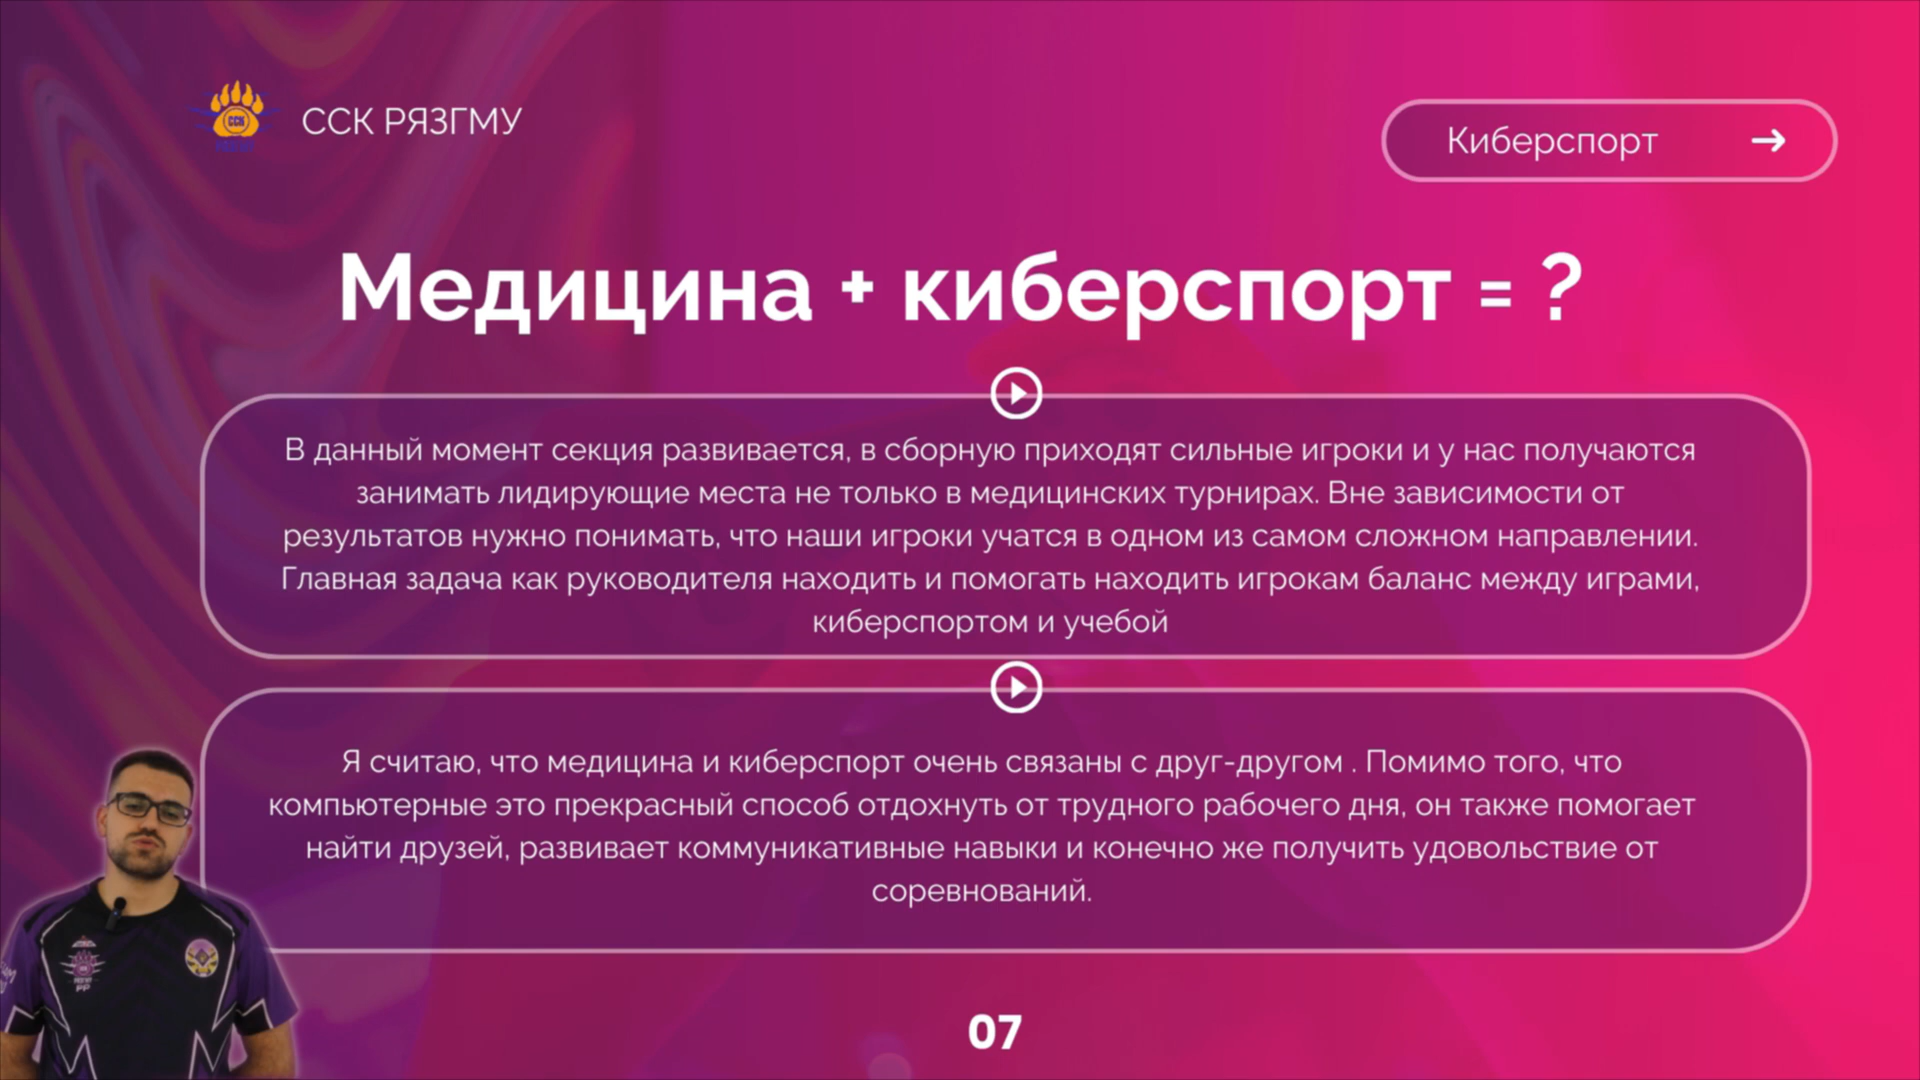 ССК
ССК РЯЗГМУ
Киберспорт
Медицина + киберспорт = ?
В данный момент секция развивается, в сборную приходят сильные игроки и у нас получаются
занимать лидирующие места не только в медицинских турнирах. Вне зависимости от
результатов нужно понимать, что наши игроки учатся в одном из самом сложном направлении.
Главная задача как руководителя находить и помогать находить игрокам баланс между играми,
киберспортом и учебой
Я считаю, что медицина и киберспорт очень связаны с друг-другом . Помимо того, что
компьютерные это прекрасный способ отдохнуть от трудного рабочего дня, он также помогает
найти друзей, развивает коммуникативные навыки и конечно же получить удовольствие от
соревнований.
07